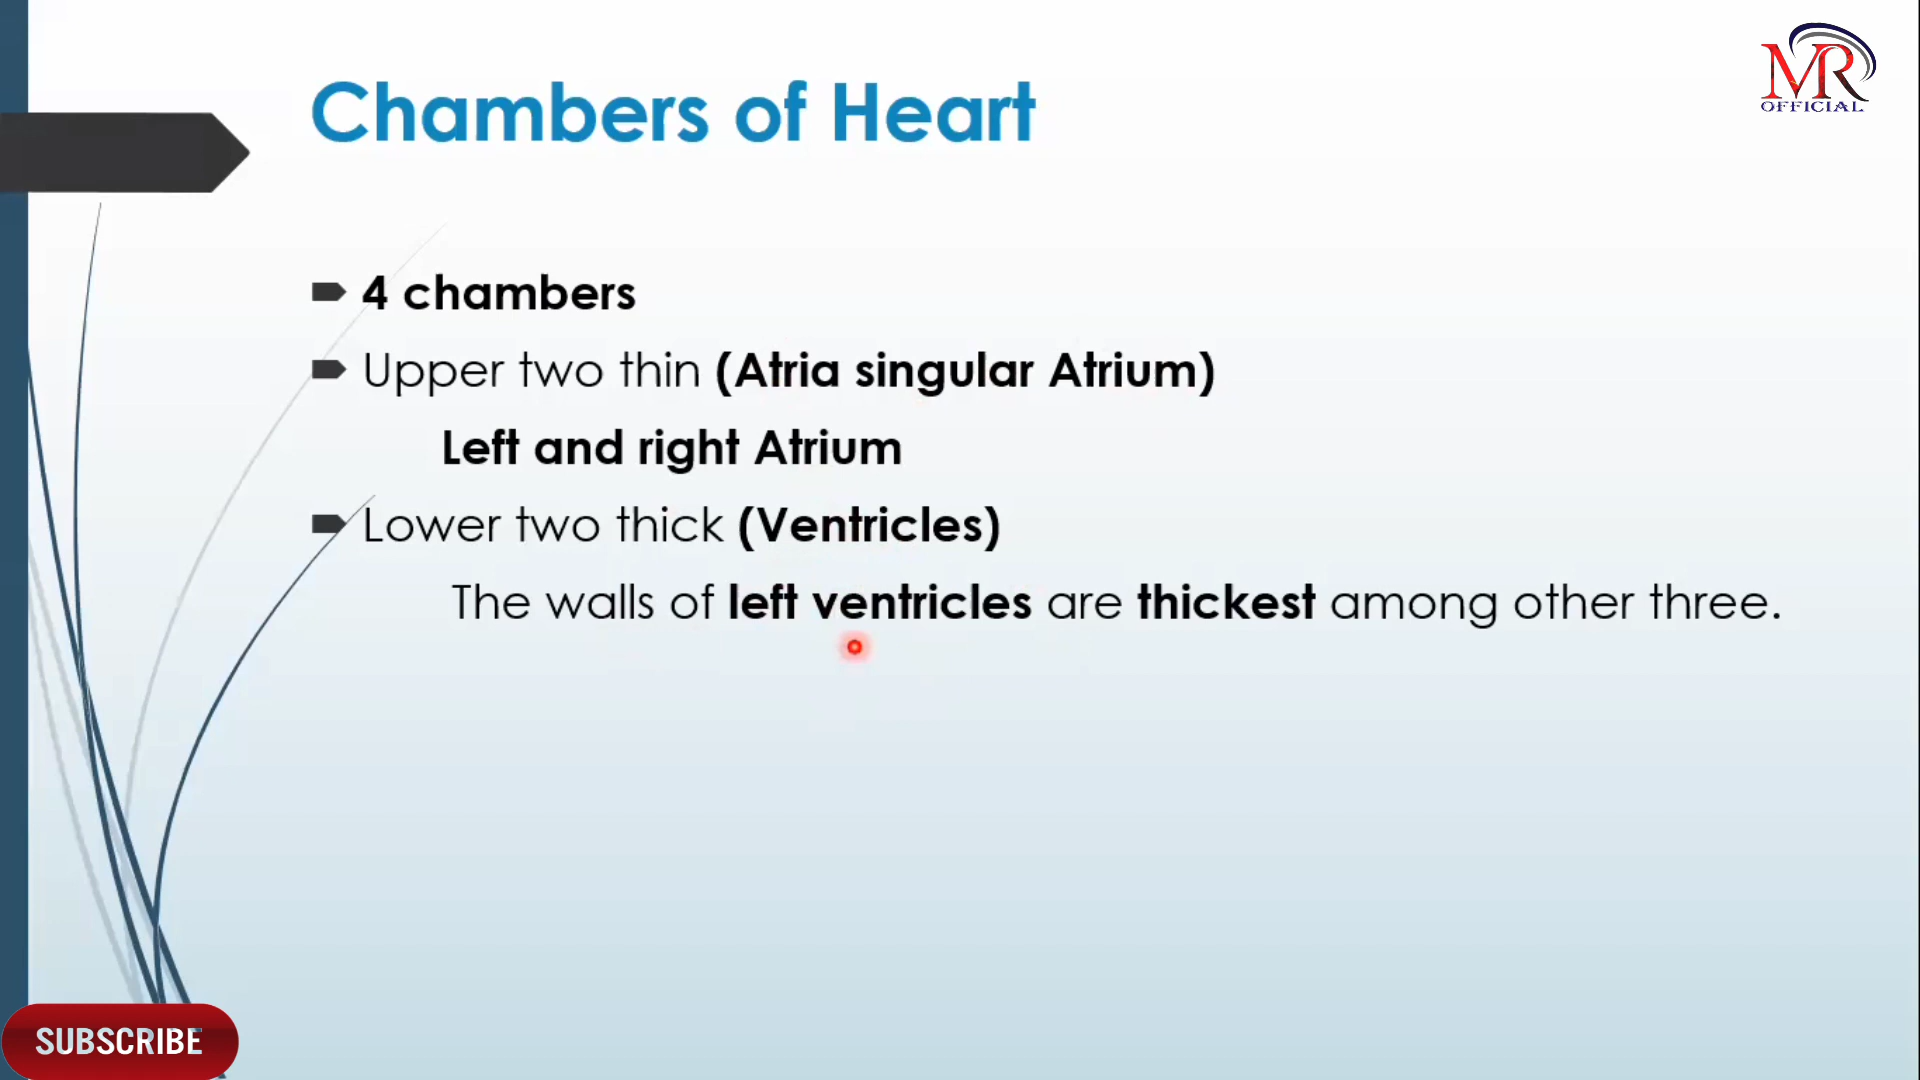 MR
OFFICIAL
Chambers of Heart
4 chambers
Upper two thin (Atria singular Atrium)
Left and right Atrium
Lower two thick (Ventricles)
The walls of left ventricles are thickest among other three.
SUBSCRIBE